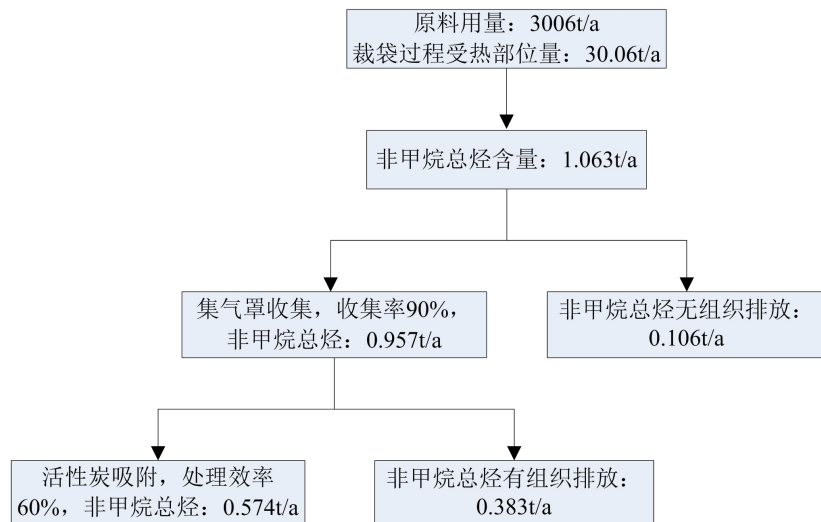 原料用量：3006t/a
裁袋过程受热部位量：30.06t/a
非甲烷总烃含量：1.063t/a
集气罩收集，收集率90%，
非甲烷总烃：0.957t/a
非甲烷总烃无组织排放：
0.106t/a
活性炭吸附，处理效率
60%，非甲烷总烃：0.574t/a
非甲烷总烃有组织排放：
0.383t/a